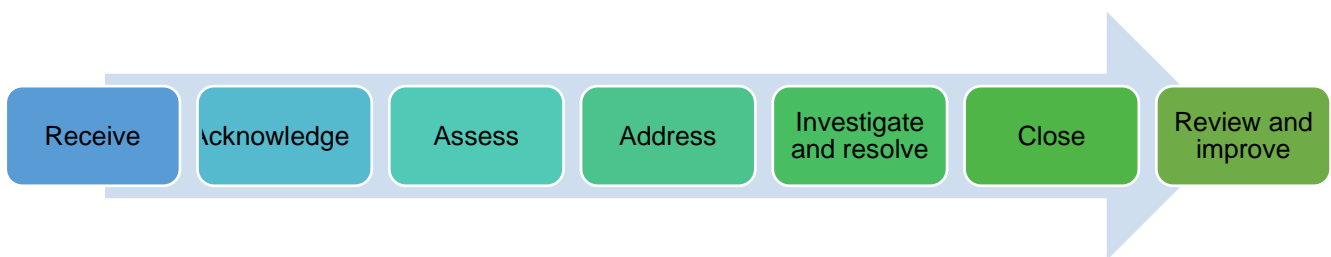 Receive
Acknowledge
Assess
Address
Investigate
and resolve
Close
Review and
improve